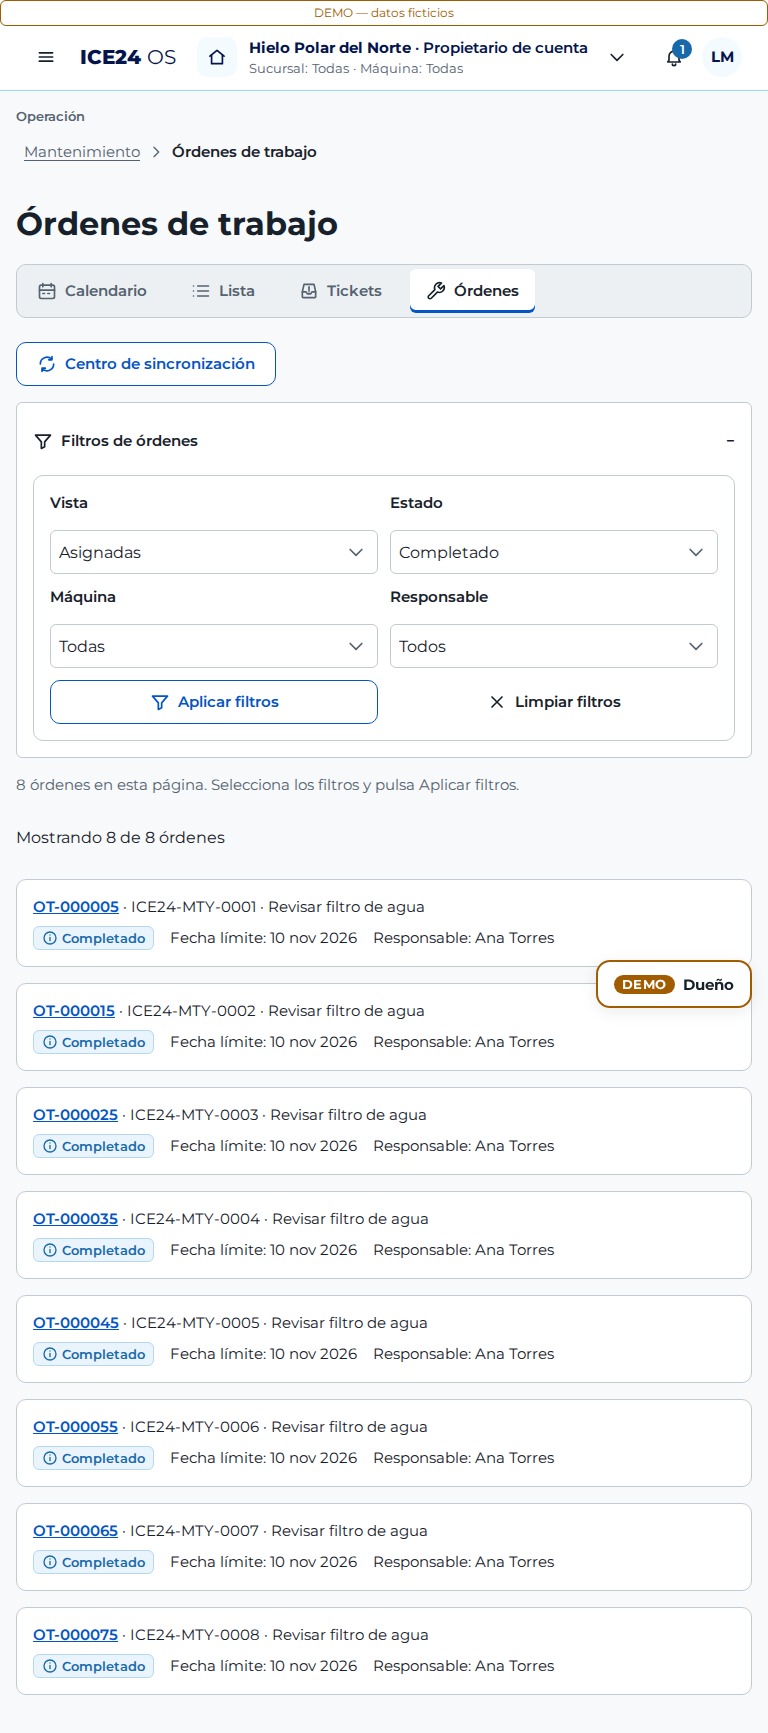 DEMO — datos ficticios
ICE24 OS
Hielo Polar del Norte · Propietario de cuenta
Sucursal: Todas · Máquina: Todas
1
LM
Operación
Mantenimiento > Órdenes de trabajo
Órdenes de trabajo
Calendario
Lista
Tickets
Órdenes
Centro de sincronización
Filtros de órdenes
–
Vista
Estado
Asignadas
Completado
Máquina
Responsable
Todas
Todos
Aplicar filtros
Limpiar filtros
8 órdenes en esta página. Selecciona los filtros y pulsa Aplicar filtros.
Mostrando 8 de 8 órdenes
OT-000005 · ICE24-MTY-0001 · Revisar filtro de agua
Completado Fecha límite: 10 nov 2026 Responsable: Ana Torres
DEMO Dueño
OT-000015 · ICE24-MTY-0002 · Revisar filtro de agua
Completado Fecha límite: 10 nov 2026 Responsable: Ana Torres
OT-000025 · ICE24-MTY-0003 · Revisar filtro de agua
Completado Fecha límite: 10 nov 2026 Responsable: Ana Torres
OT-000035 · ICE24-MTY-0004 · Revisar filtro de agua
Completado Fecha límite: 10 nov 2026 Responsable: Ana Torres
OT-000045 · ICE24-MTY-0005 · Revisar filtro de agua
Completado Fecha límite: 10 nov 2026 Responsable: Ana Torres
OT-000055 · ICE24-MTY-0006 · Revisar filtro de agua
Completado Fecha límite: 10 nov 2026 Responsable: Ana Torres
OT-000065 · ICE24-MTY-0007 · Revisar filtro de agua
Completado Fecha límite: 10 nov 2026 Responsable: Ana Torres
OT-000075 · ICE24-MTY-0008 · Revisar filtro de agua
Completado Fecha límite: 10 nov 2026 Responsable: Ana Torres